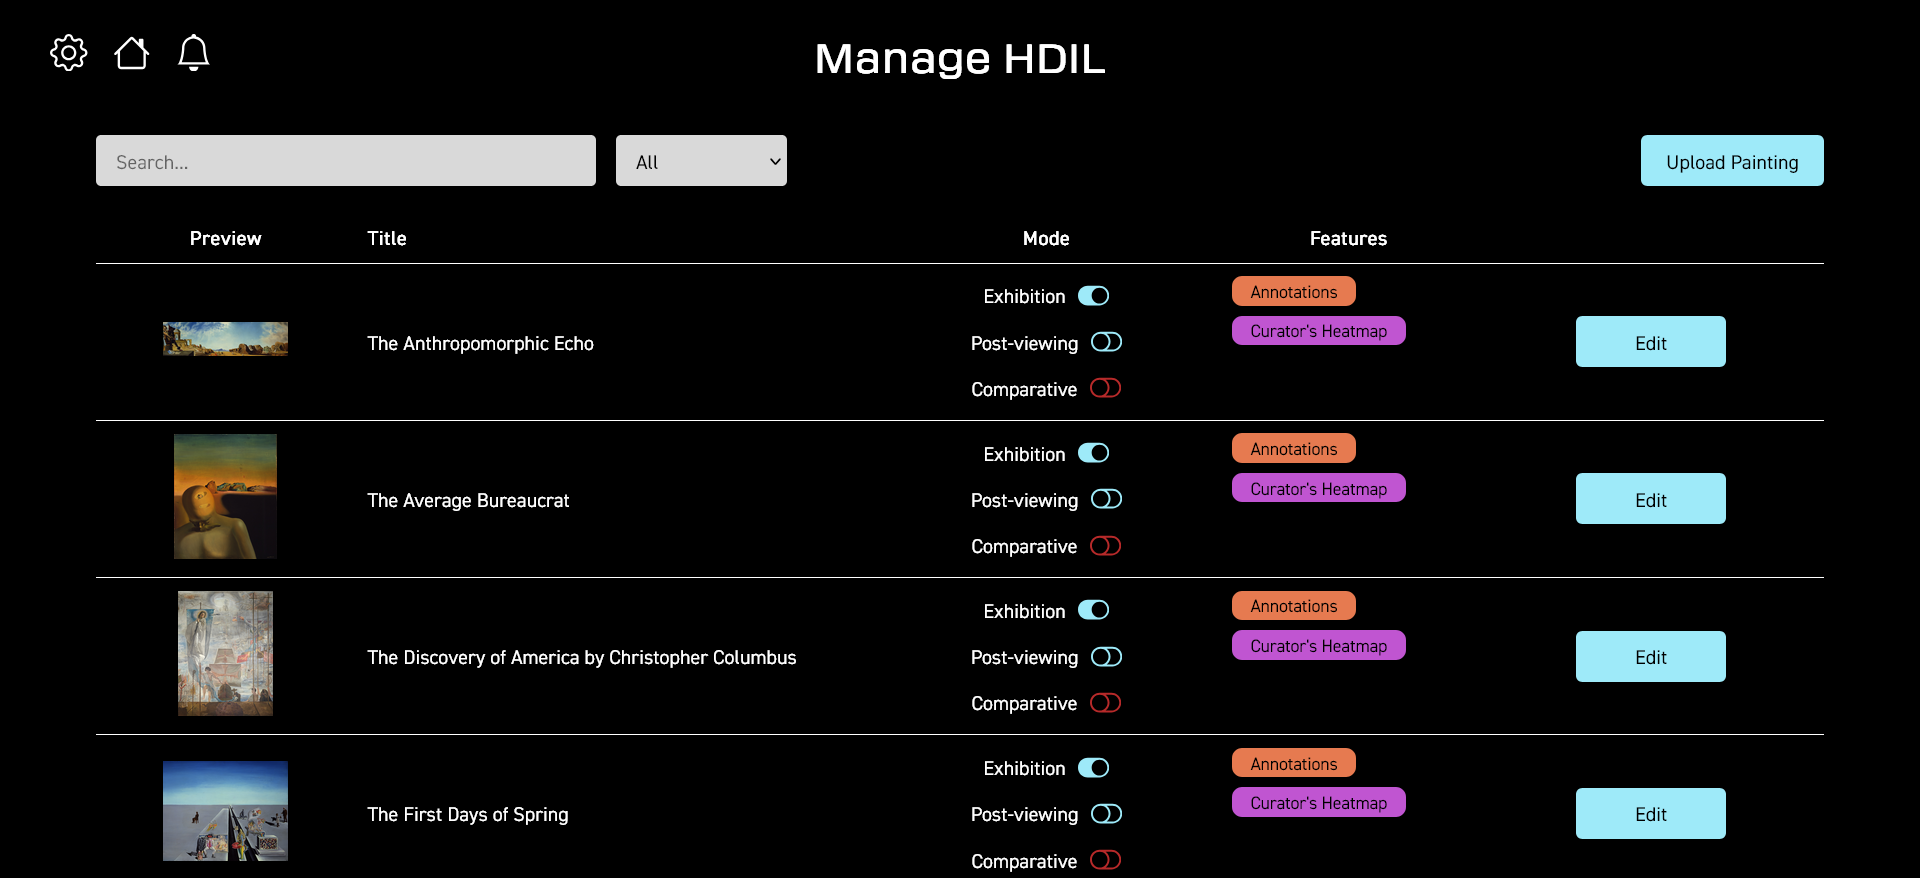 Manage HDIL
Search...
All
Upload Painting
Preview Title Mode Features
Exhibition
Annotations
The Anthropomorphic Echo
Post-viewing
Curator's Heatmap
Edit
Comparative
Exhibition
Annotations
The Average Bureaucrat
Post-viewing
Curator's Heatmap
Edit
Comparative
Exhibition
Annotations
The Discovery of America by Christopher Columbus
Post-viewing
Curator's Heatmap
Edit
Comparative
Exhibition
Annotations
The First Days of Spring
Post-viewing
Curator's Heatmap
Edit
Comparative